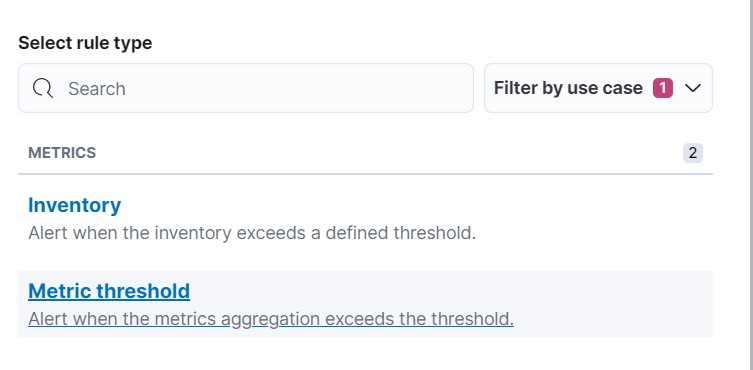 Select rule type
Search
Filter by use case 1
METRICS 2
Inventory
Alert when the inventory exceeds a defined threshold.
Metric threshold
Alert when the metrics aggregation exceeds the threshold.